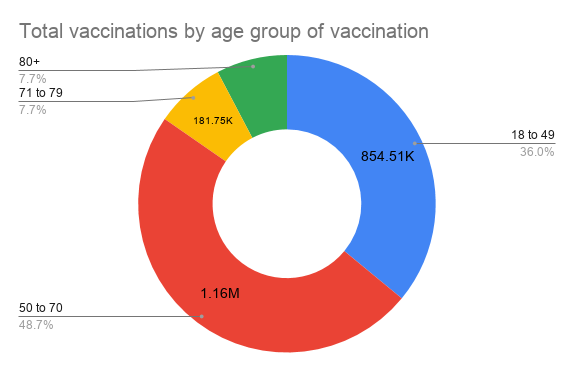 Total vaccinations by age group of vaccination
80+
7.7%
71 to 79
7.7%
181.75K
18 to 49
854.51K
36.0%
1.16M
50 to 70
48.7%